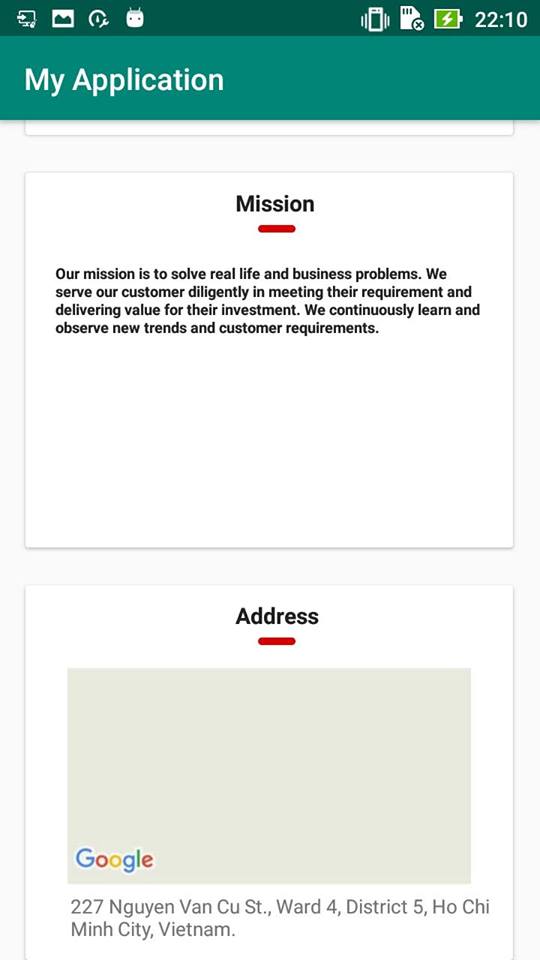 22:10
My Application
Mission
Our mission is to solve real life and business problems. We
serve our customer diligently in meeting their requirement and
delivering value for their investment. We continuously learn and
observe new trends and customer requirements.
Address
Google
227 Nguyen Van Cu St., Ward 4, District 5, Ho Chi
Minh City, Vietnam.